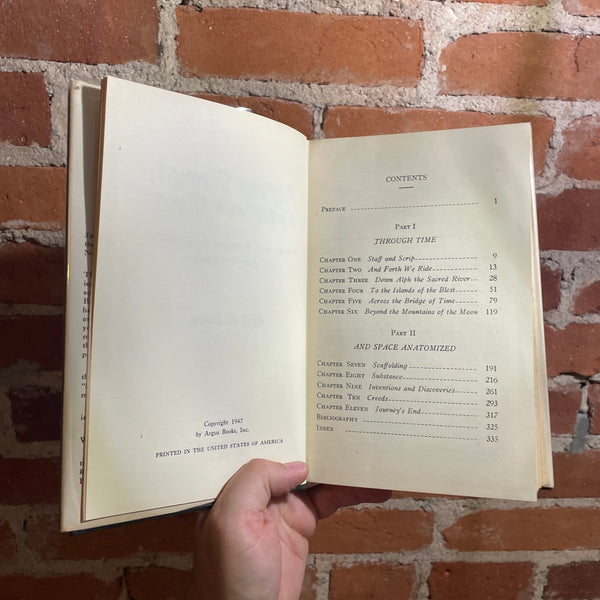 Copyright 1947
by Argus Books, Inc.
PRINTED IN THE UNITED STATES OF AMERICA
CONTENTS
PREFACE 1
PART I
THROUGH TIME
CHAPTER ONE Staff and Scrip 9
CHAPTER TWO And Forth We Ride 13
CHAPTER THREE Down Alph the Sacred River 28
CHAPTER FOUR To the Islands of the Blest 51
CHAPTER FIVE Across the Bridge of Time 79
CHAPTER SIX Beyond the Mountains of the Moon 119
PART II
AND SPACE ANATOMIZED
CHAPTER SEVEN Scaffolding 191
CHAPTER EIGHT Substance 216
CHAPTER NINE Inventions and Discoveries 261
CHAPTER TEN Creeds 293
CHAPTER ELEVEN Journey's End 317
BIBLIOGRAPHY 325
INDEX 335